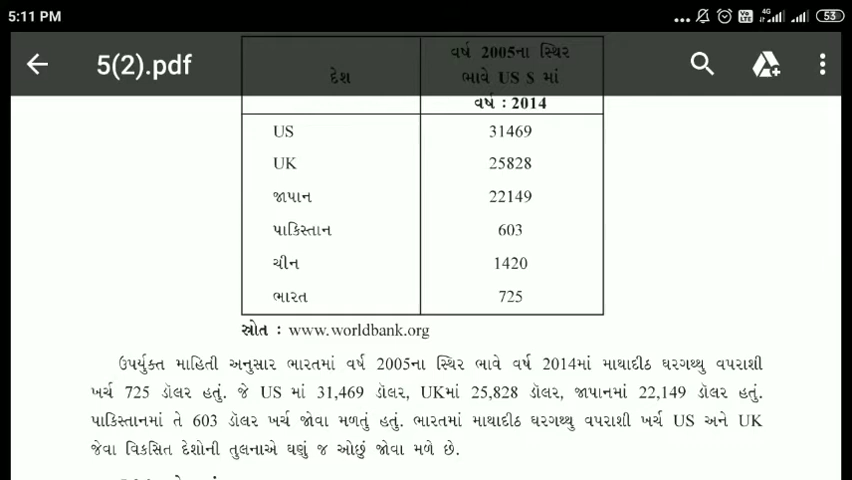 5:11 PM
4G
53
5(2).pdf
દેશ
વર્ષ 2005ના સ્થિર
ભાવે US S માં
વર્ષ : 2014
US 31469
UK 25828
જાપાન 22149
પાકિસ્તાન 603
ચીન 1420
ભારત 725
સ્રોત : www.worldbank.org
ઉપર્યુક્ત માહિતી અનુસાર ભારતમાં વર્ષ 2005ના સ્થિર ભાવે વર્ષ 2014માં માથાદીઠ ઘરગથ્થુ વપરાશી
ખર્ચ 725 ડૉલર હતું. જે US માં 31,469 ડૉલર, UKમાં 25,828 ડૉલર, જાપાનમાં 22,149 ડૉલર હતું.
પાકિસ્તાનમાં તે 603 ડૉલર ખર્ચ જોવા મળતું હતું. ભારતમાં માથાદીઠ ઘરગથ્થુ વપરાશી ખર્ચ US અને UK
જેવા વિકસિત દેશોની તુલનાએ ઘણું જ ઓછું જોવા મળે છે.